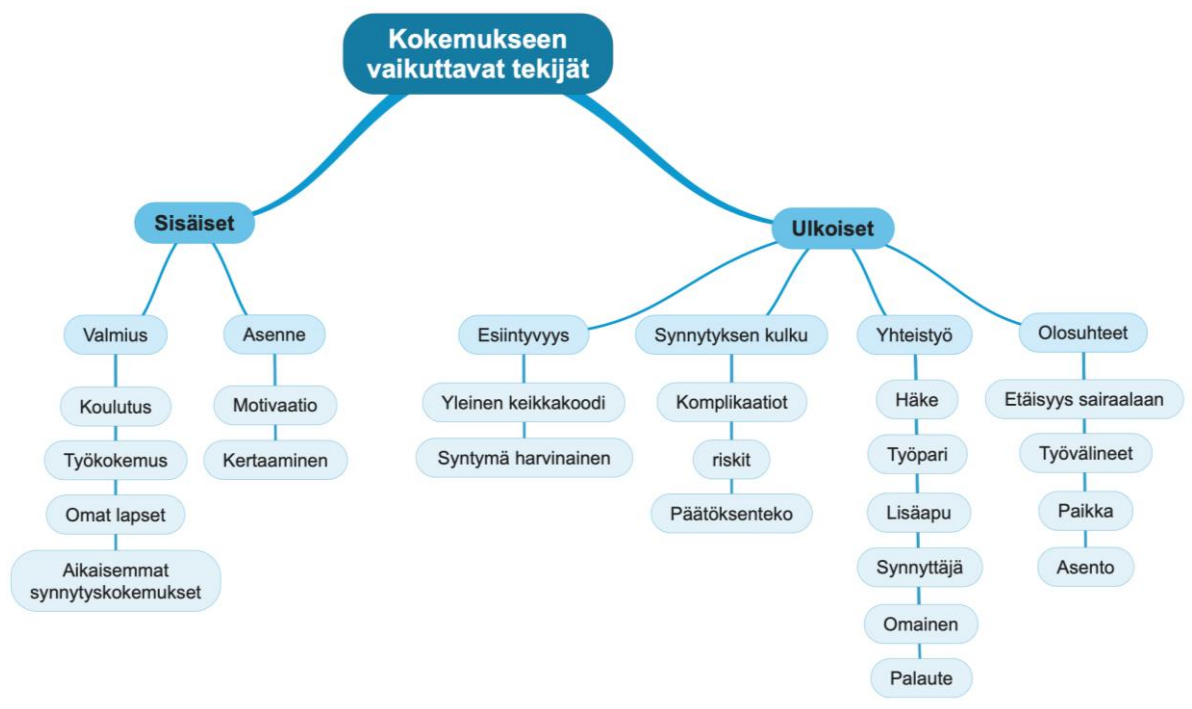 Kokemukseen
vaikuttavat tekijät
Sisäiset
Ulkoiset
Valmius
Asenne
Esiintyvyys
Synnytyksen kulku
Yhteistyö
Olosuhteet
Koulutus
Työkokemus
Omat lapset
Aikaisemmat
synnytyskokemukset
Motivaatio
Kertaaminen
Yleinen keikkakoodi
Syntymä harvinainen
Komplikaatiot
riskit
Päätöksenteko
Häke
Työpari
Lisäapu
Synnyttäjä
Omainen
Palaute
Etäisyys sairaalaan
Työvälineet
Paikka
Asento